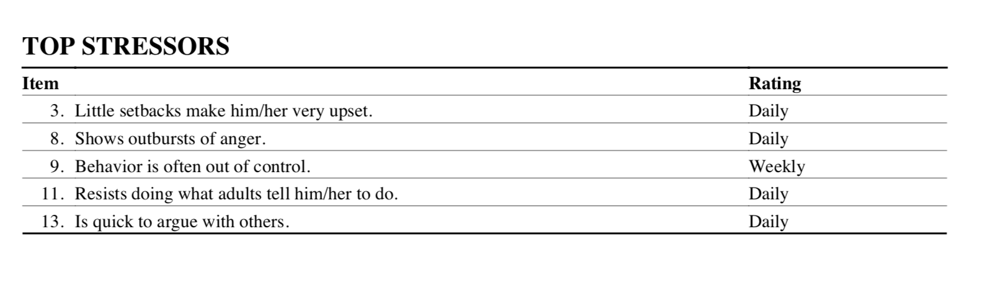 TOP STRESSORS
Item Rating
3. Little setbacks make him/her very upset. Daily
8. Shows outbursts of anger. Daily
9. Behavior is often out of control. Weekly
11. Resists doing what adults tell him/her to do. Daily
13. Is quick to argue with others. Daily